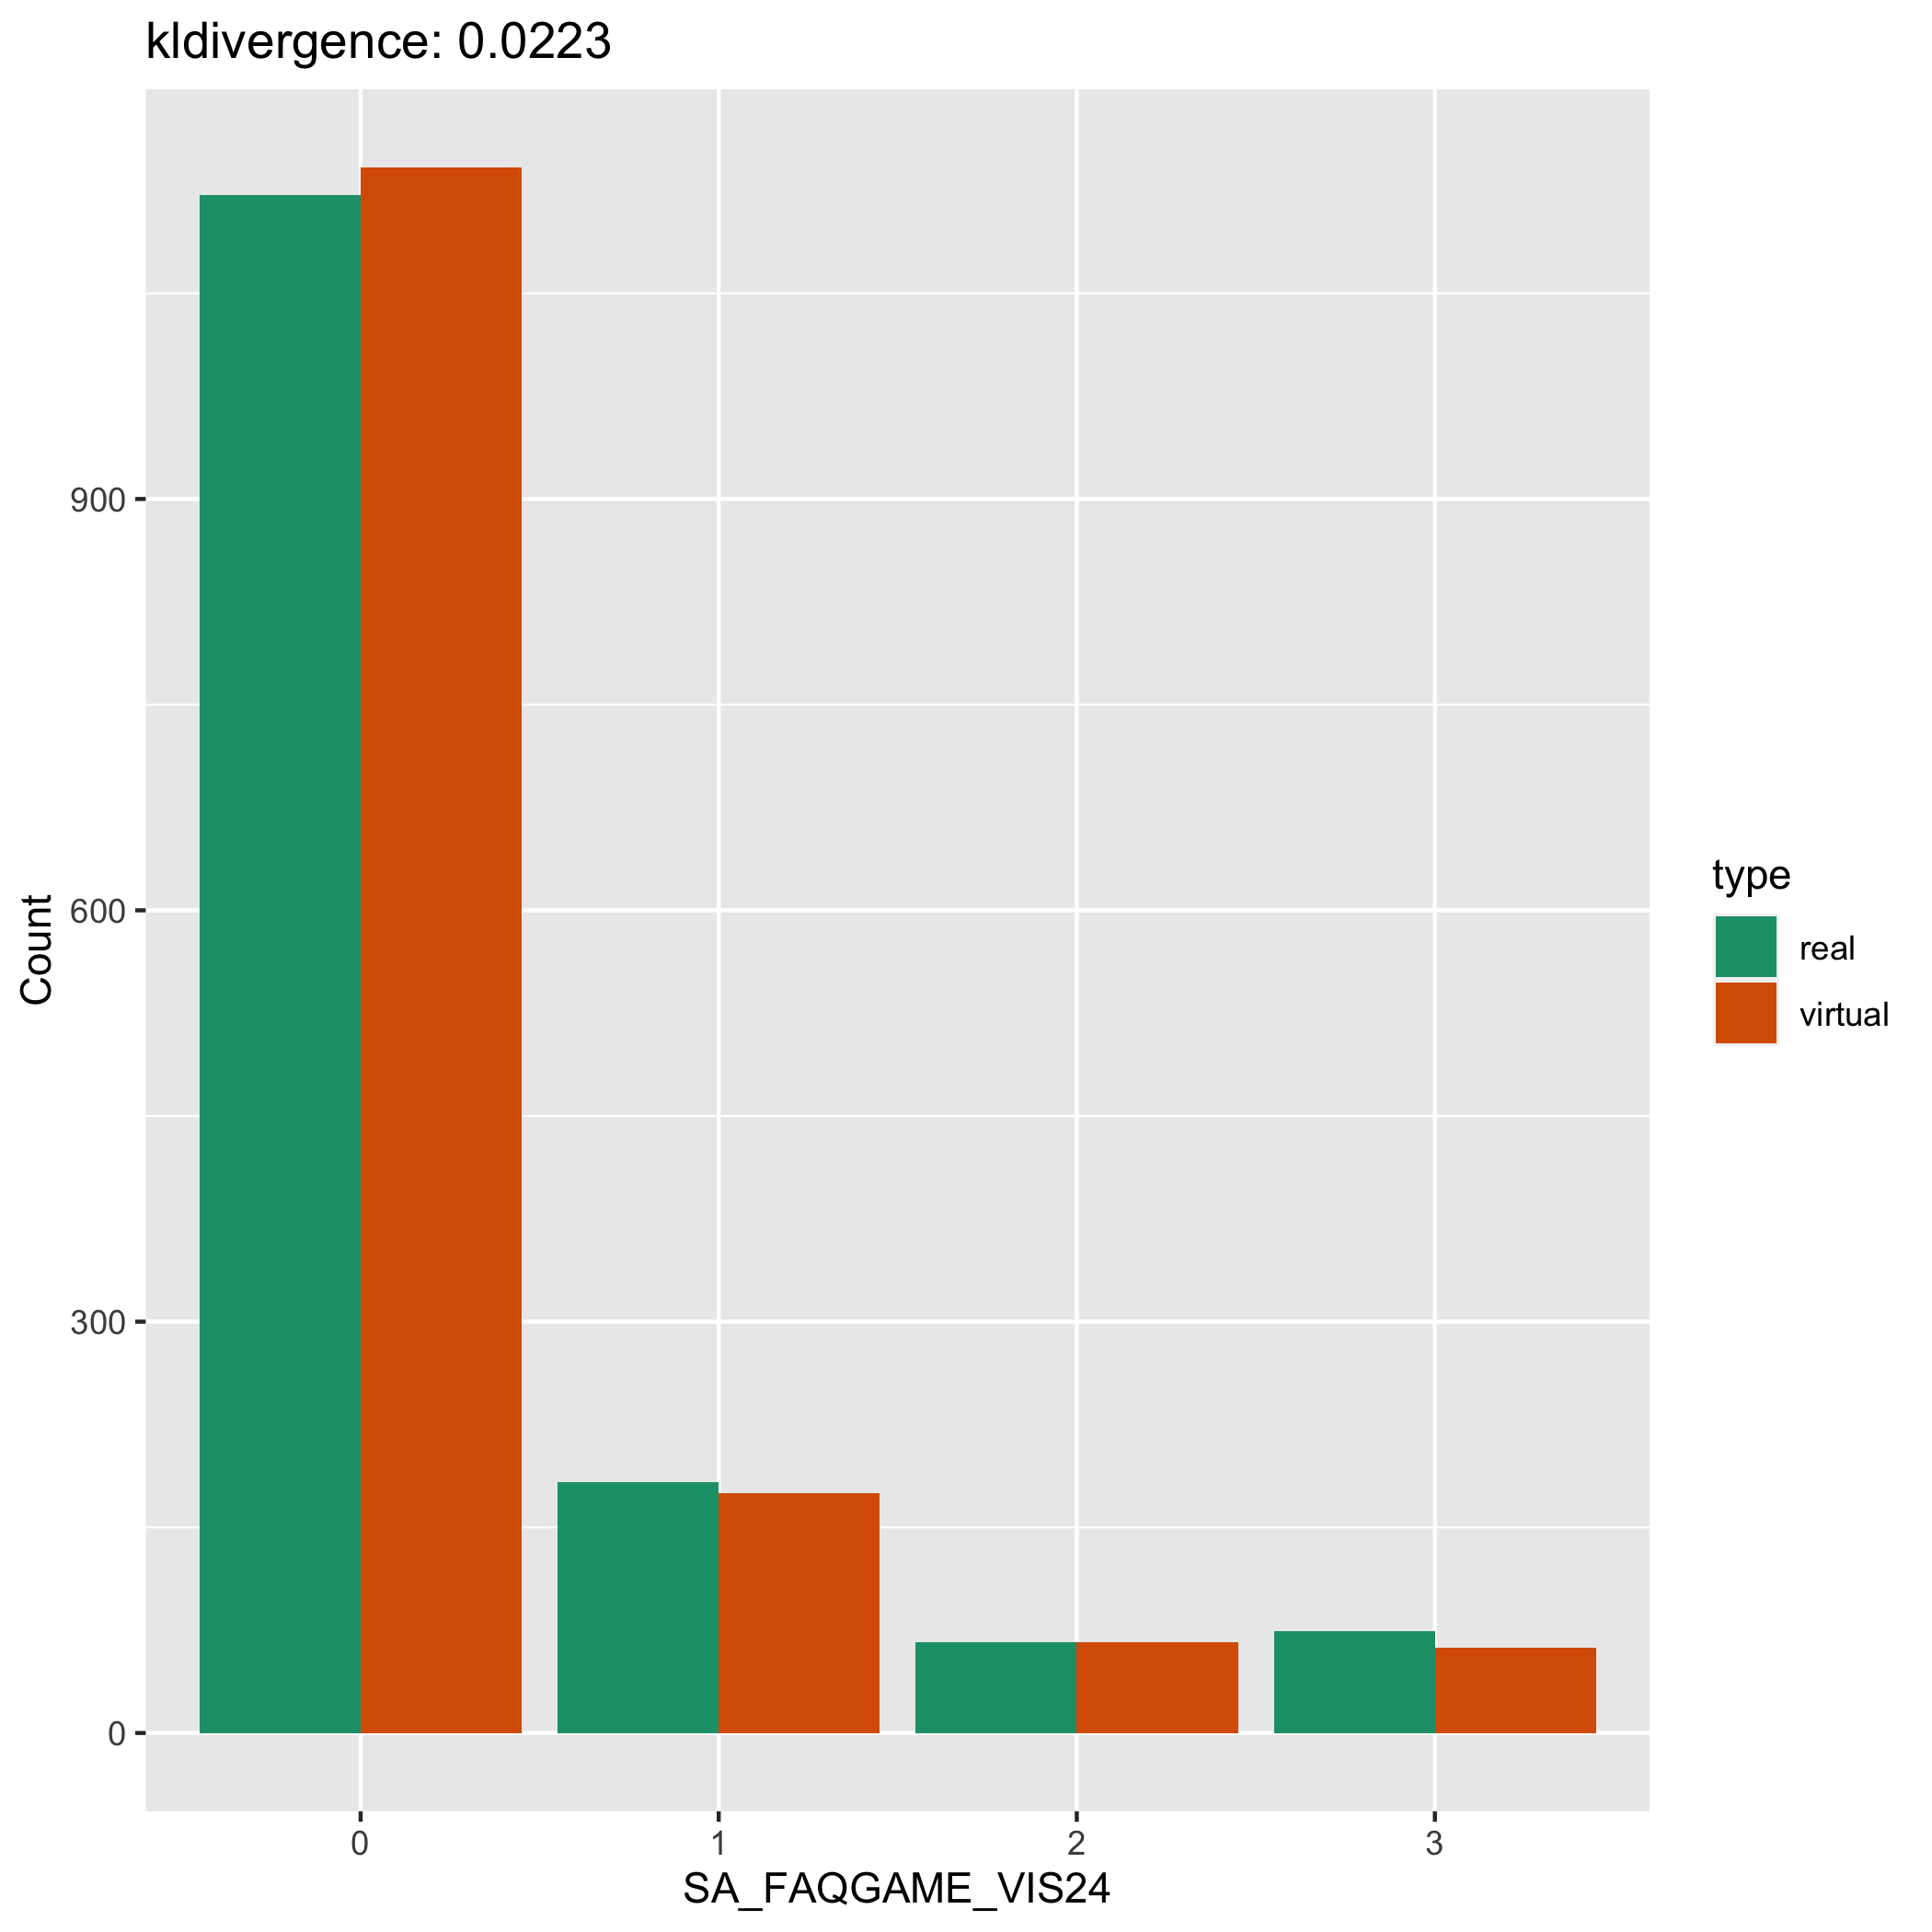 kldivergence: 0.0223
Count
900
600
300
0
0 1 2 3
SA_FAQGAME_VIS24
type
real
virtual